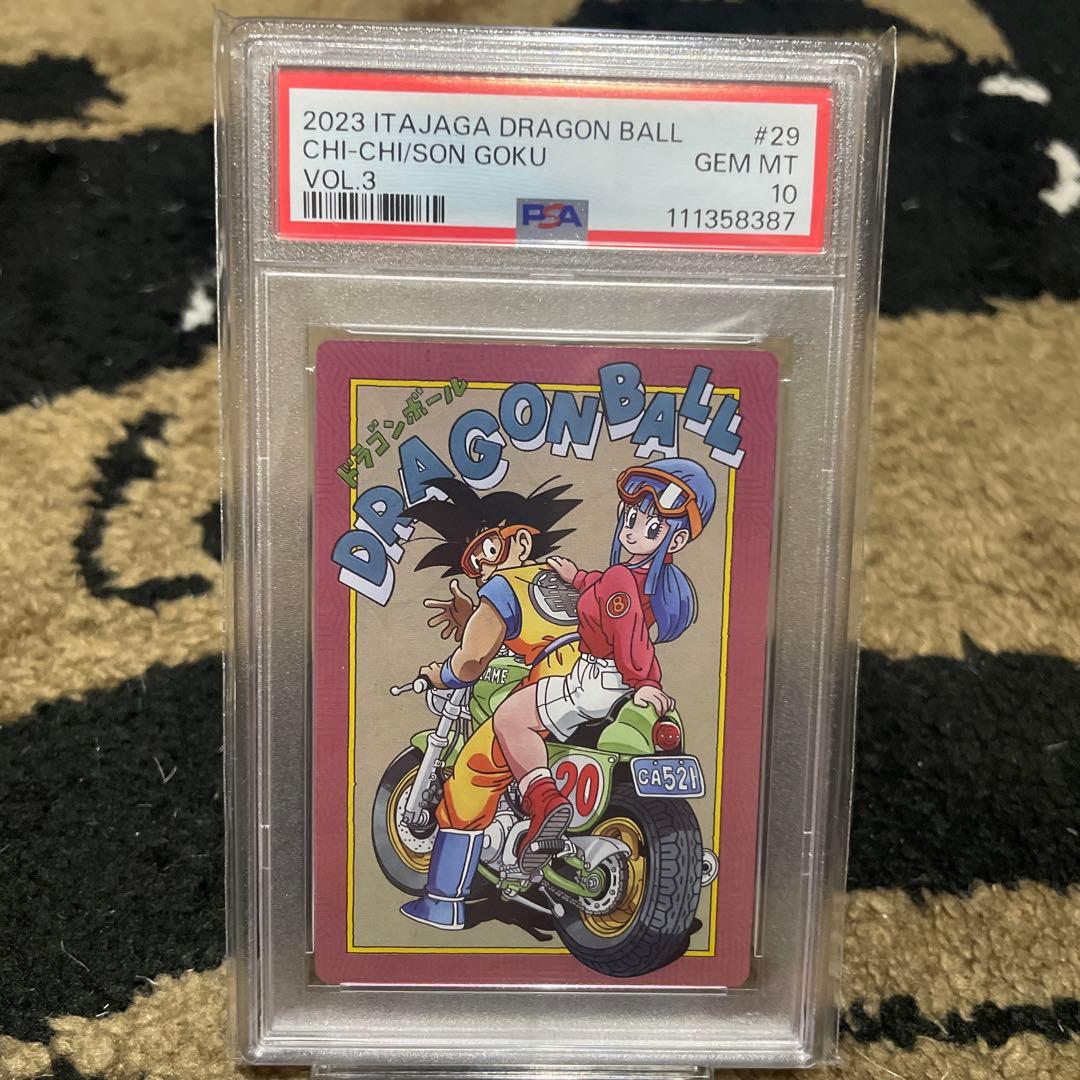 2023 ITAJAGA DRAGON BALL #29
CHI-CHI/SON GOKU GEM MT
VOL.3 10
PSA 111358387
ドラゴンボール
DRAGON BALL
B
20
CA52H